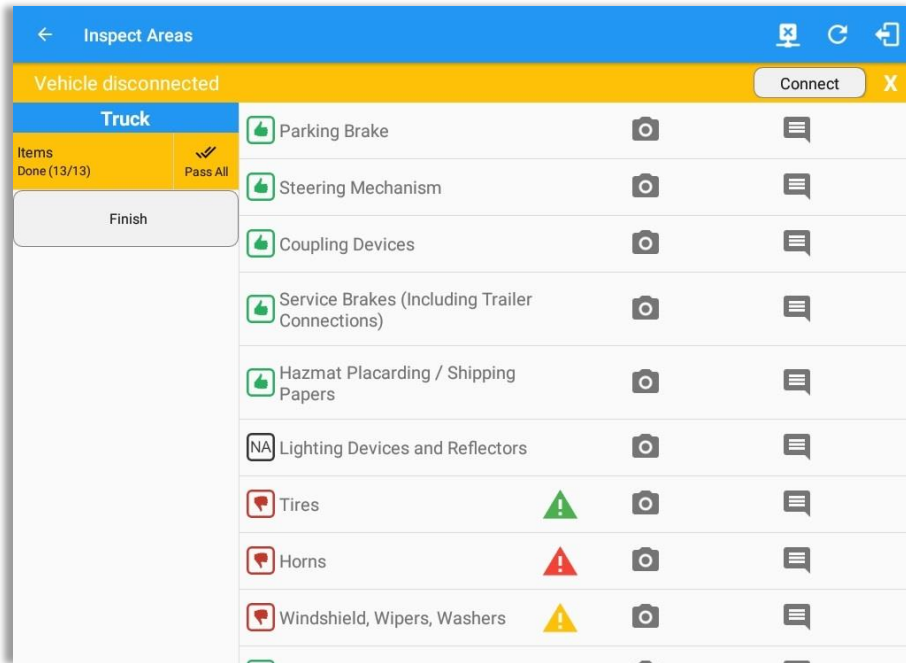 Inspect Areas
Vehicle disconnected
Connect
X
Truck
Items
Done (13/13)
Pass All
Finish
Parking Brake
Steering Mechanism
Coupling Devices
Service Brakes (Including Trailer
Connections)
Hazmat Placarding / Shipping
Papers
NA Lighting Devices and Reflectors
Tires
Horns
Windshield, Wipers, Washers